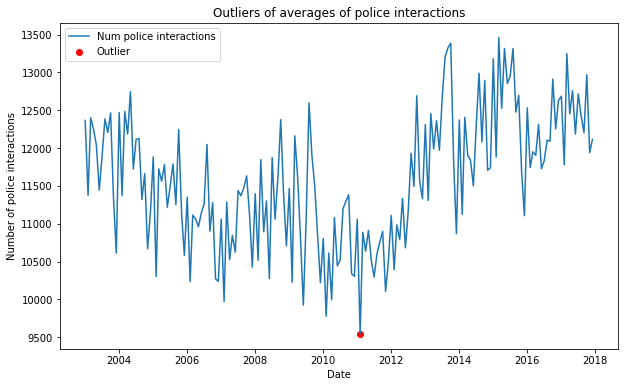 Outliers of averages of police interactions
Num police interactions
Outlier
Number of police interactions
13500
13000
12500
12000
11500
11000
10500
10000
9500
2004 2006 2008 2010 2012 2014 2016 2018
Date